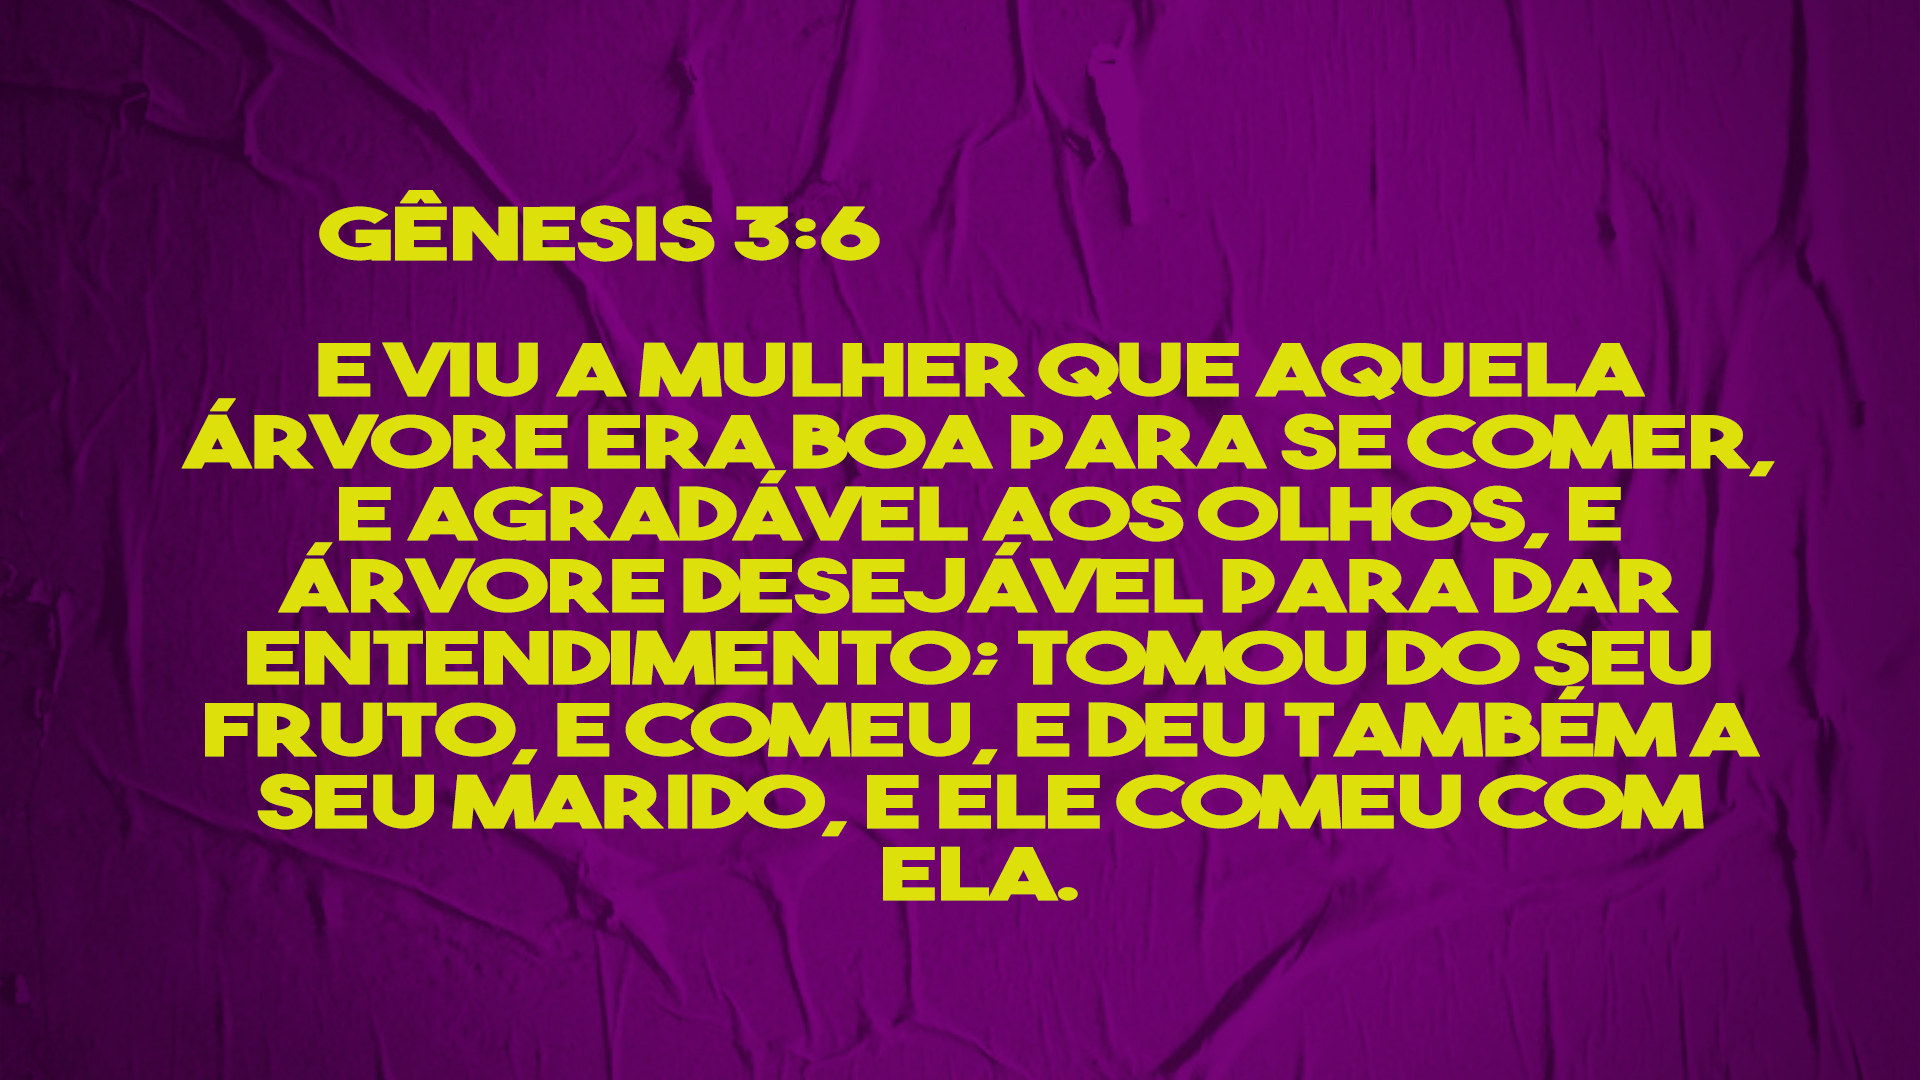 GÊNESIS 3:6
E VIU A MULHER QUE AQUELA
ÁRVORE ERA BOA PARA SE COMER,
E AGRADÁVEL AOS OLHOS, E
ÁRVORE DESEJÁVEL PARA DAR
ENTENDIMENTO; TOMOU DO SEU
FRUTO, E COMEU, E DEU TAMBÉM A
SEU MARIDO, E ELE COMEU COM
ELA.